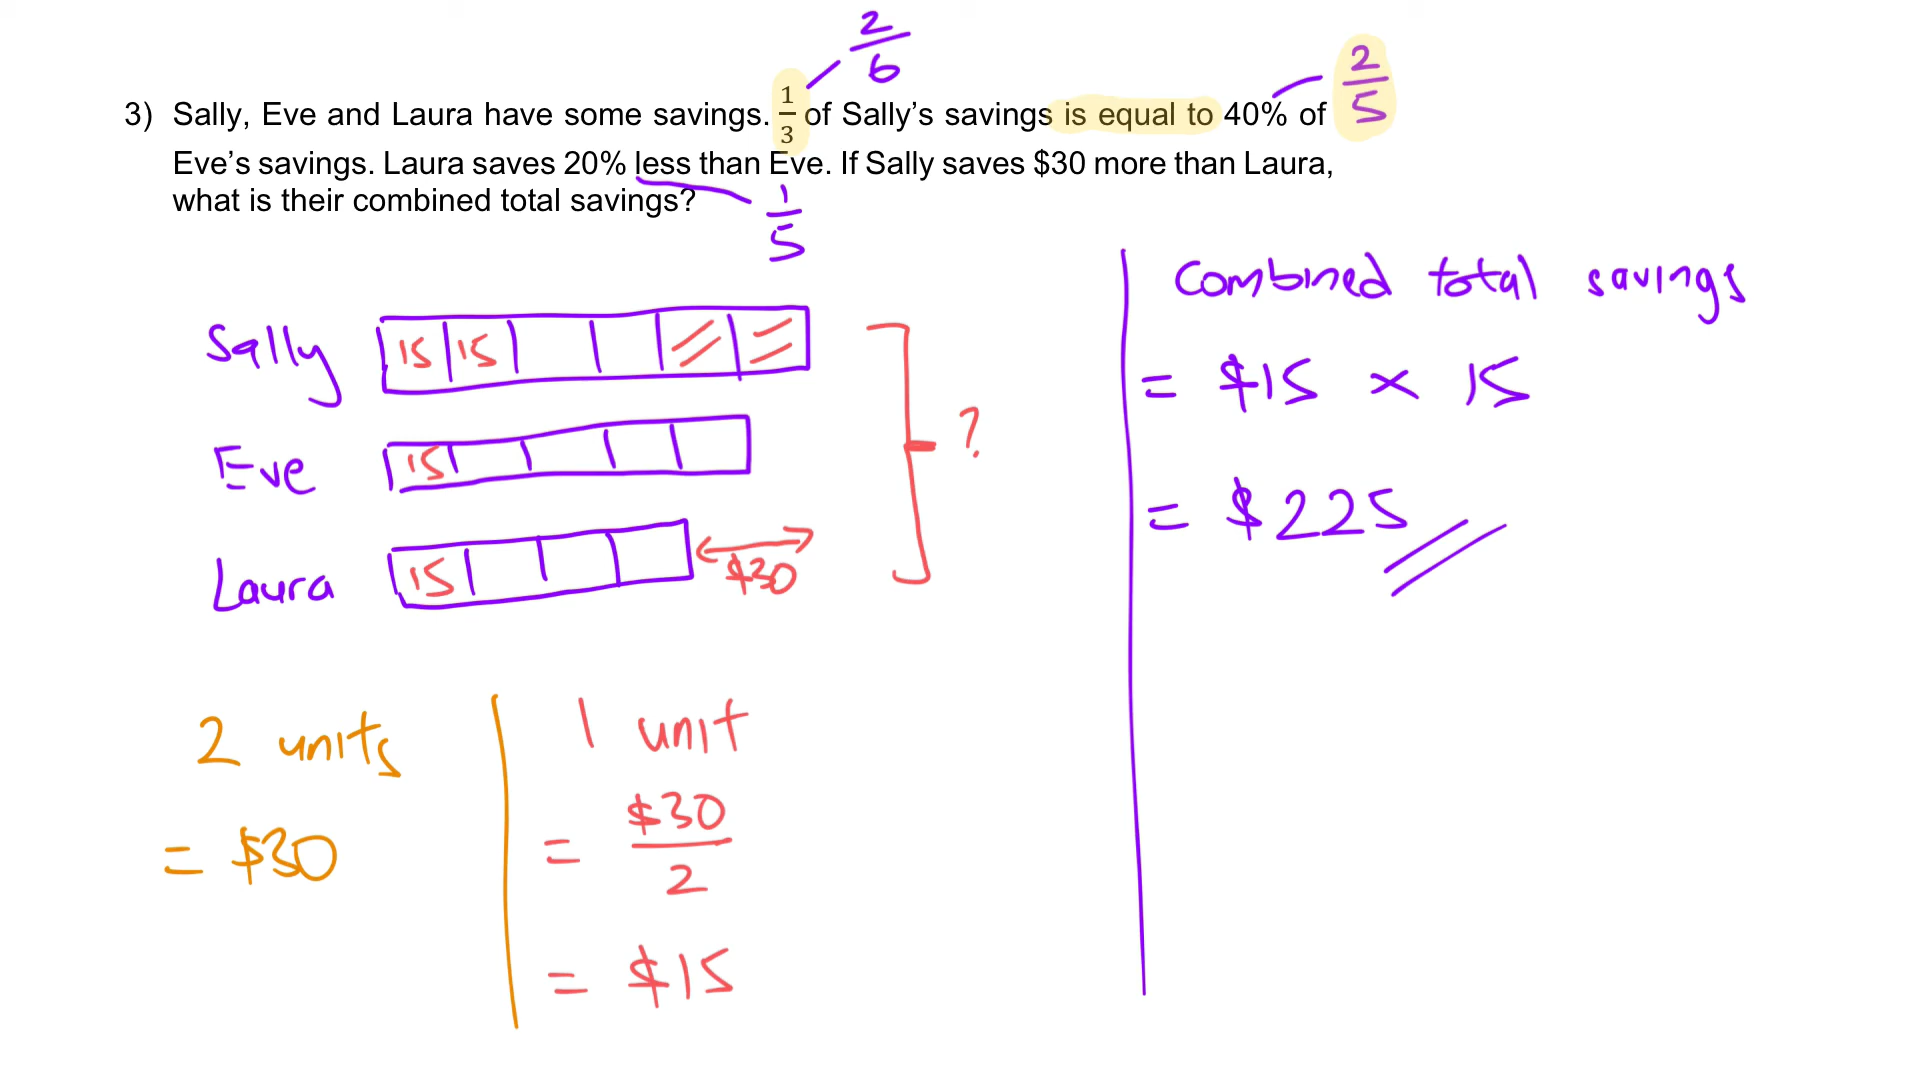 2/6
2/5
3) Sally, Eve and Laura have some savings. 1/3 of Sally's savings is equal to 40% of
Eve's savings. Laura saves 20% less than Eve. If Sally saves $30 more than Laura,
what is their combined total savings?
1/5
Sally 15 15
Eve 15
Laura 15
$30
?
2 units
= $30
1 unit
= $30/2
= $15
Combined total savings
= $15 × 15
= $225